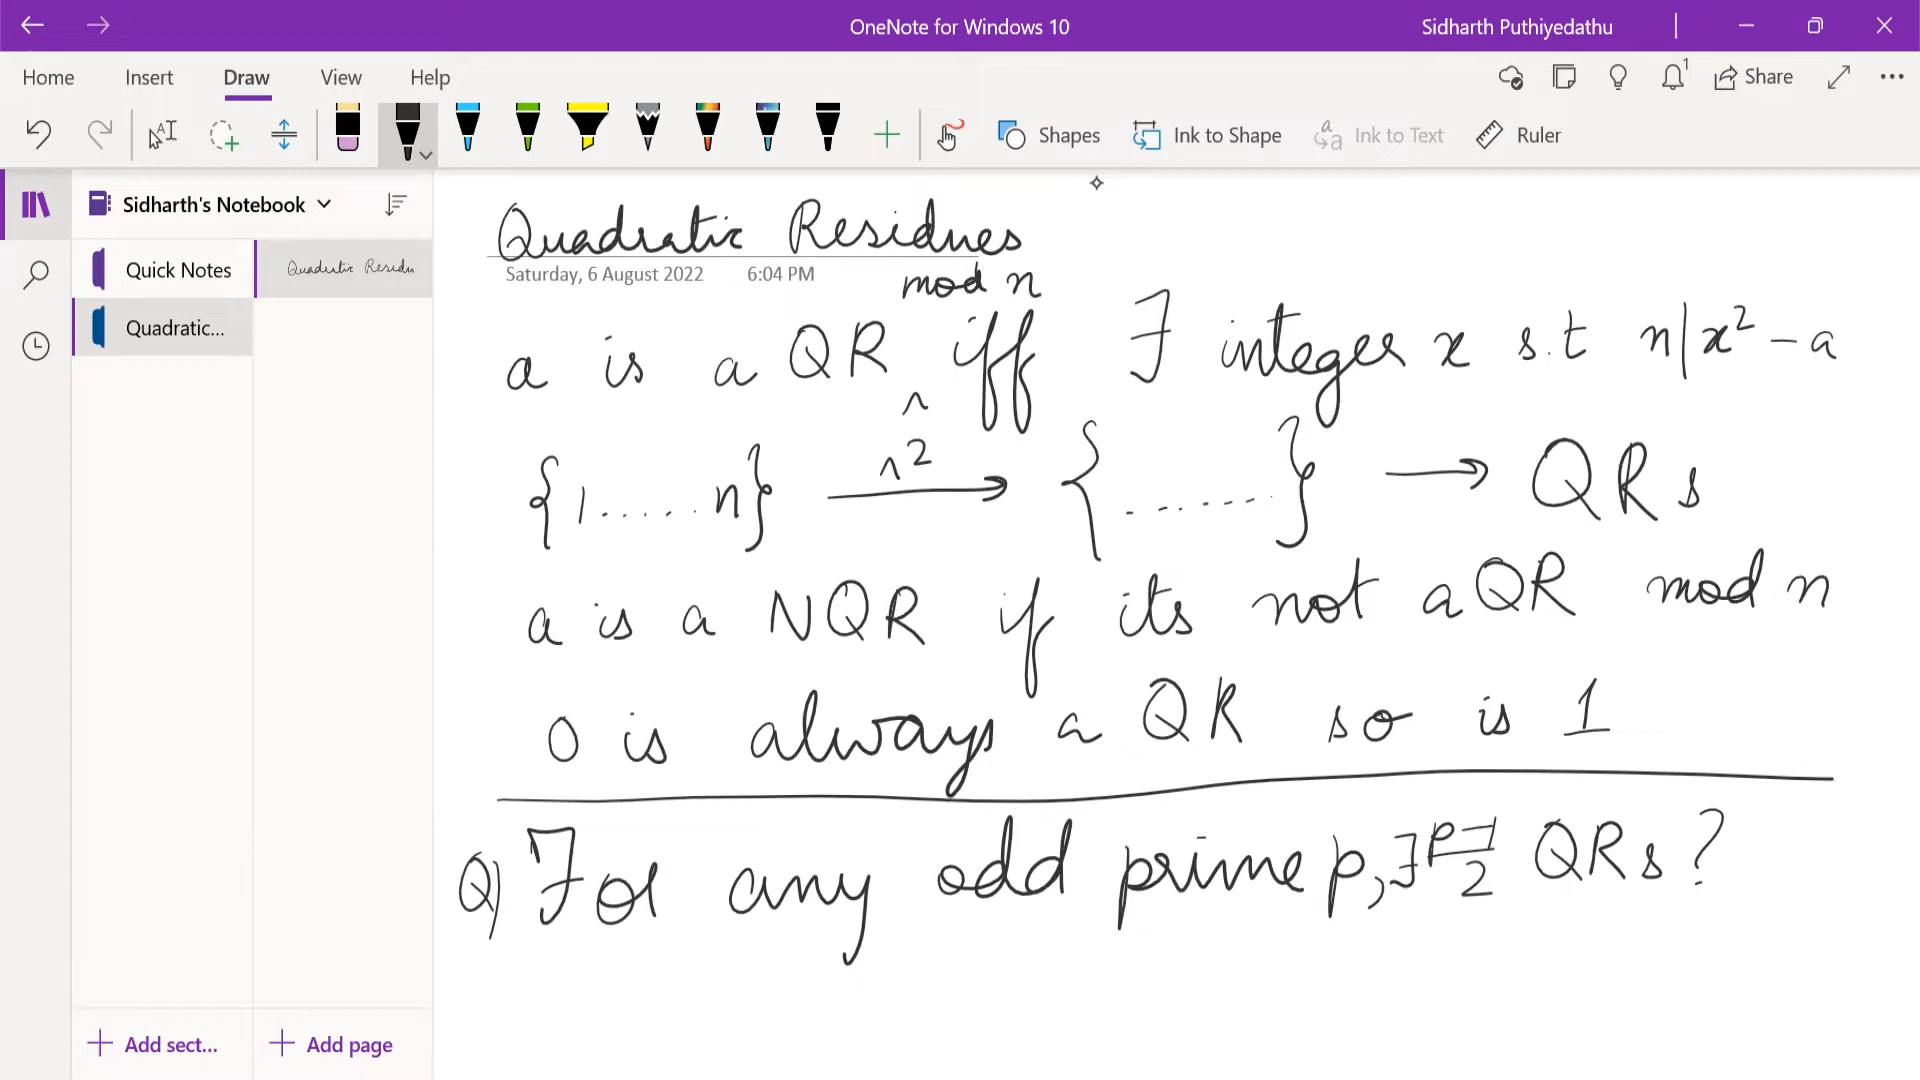 OneNote for Windows 10
Sidharth Puthiyedathu
Home Insert Draw View Help
1 Share
Shapes Ink to Shape Ink to Text Ruler
Sidharth's Notebook
Quick Notes
Quadratic...
Quadratic Residu
Quadratic Residues
Saturday, 6 August 2022 6:04 PM
mod n
a is a QR ^ iff ∃ integer x s.t n|x² - a
{1.....n} ^2 → {.......} → QRs
a is a NQR if its not a QR mod n
0 is always a QR so is 1
Q) For any odd prime p, ∃ p-1/2 QRs?
Add sect...
Add page